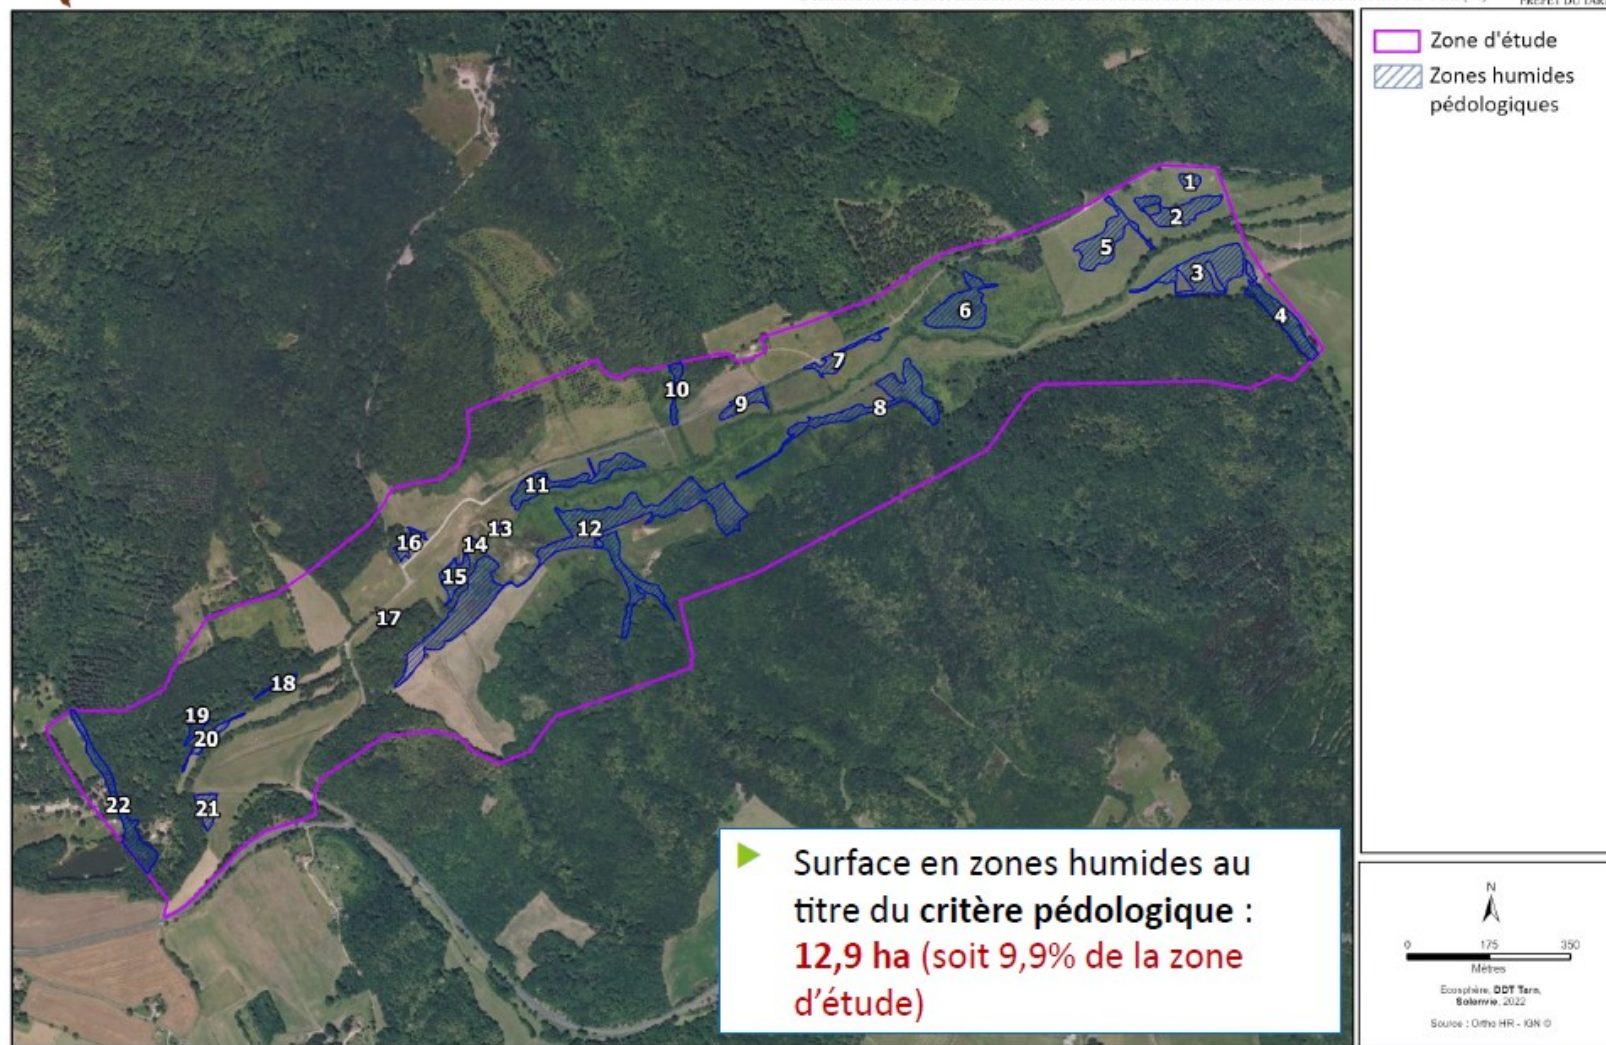 PRÉFET DU TARN
Zone d'étude
Zones humides
pédologiques
1
2
5
3
4
6
7
10
9
8
11
12
13
14
16
15
17
18
19
20
22
21
Surface en zones humides au
titre du critère pédologique :
12,9 ha (soit 9,9% de la zone
d'étude)
N
0 175 350
Mètres
Ecosphère, DDT Tarn,
Solenvie, 2022
Source : Ortho HR - IGN ©